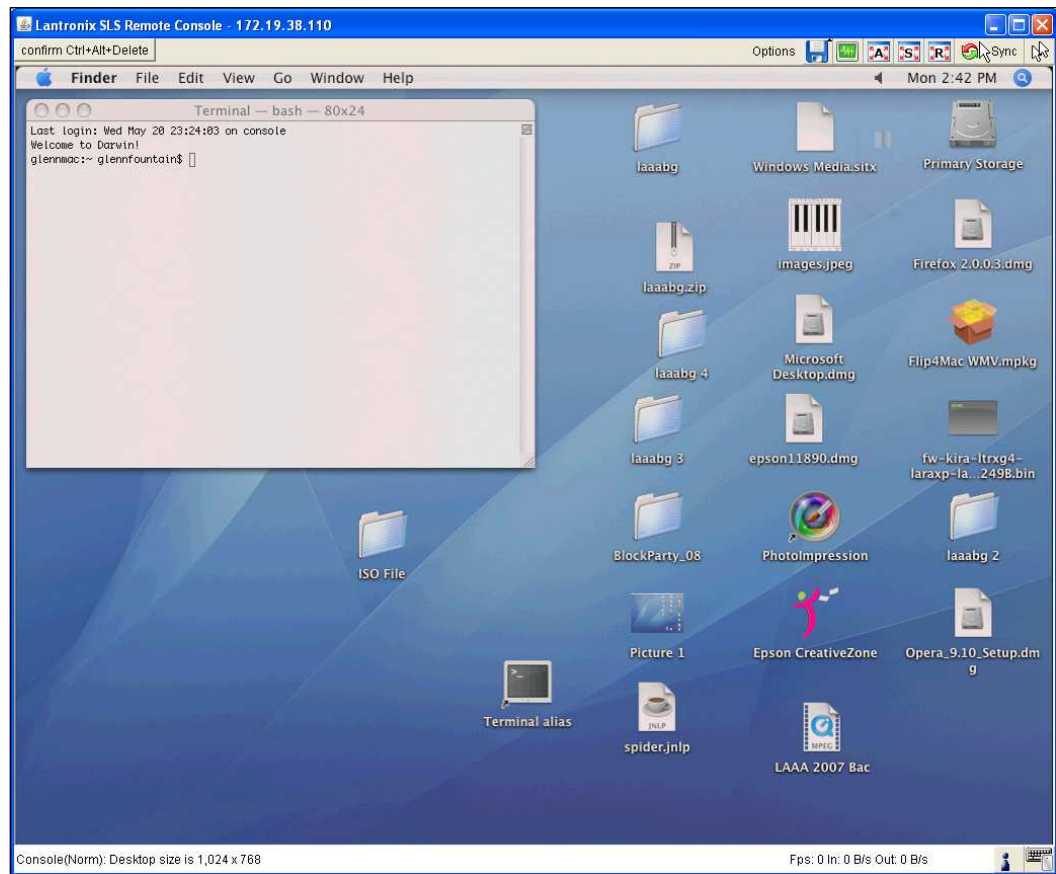 Lantronix SLS Remote Console - 172.19.38.110
confirm Ctrl+Alt+Delete
Options
A
S
R
Sync
Finder File Edit View Go Window Help
Mon 2:42 PM
Terminal — bash — 80x24
Last login: Wed May 20 23:24:03 on console
Welcome to Darwin!
glennmac:~ glennfountain$
laaabg
Windows Media.sitx
Primary Storage
ZIP
laaabg.zip
images.jpeg
Firefox 2.0.0.3.dmg
laaabg 4
Microsoft
Desktop.dmg
Flip4Mac WMV.mpkg
laaabg 3
epson11890.dmg
fw-kira-ltrxg4-
laraxp-la...249B.bin
ISO File
BlockParty_08
PhotoImpression
laaabg 2
Picture 1
Epson CreativeZone
Opera_9.10_Setup.dm
g
>_
Terminal alias
JNLP
spider.jnlp
MPEG
LAAA 2007 Bac
Console(Norm): Desktop size is 1,024 x 768
Fps: 0 In: 0 B/s Out: 0 B/s